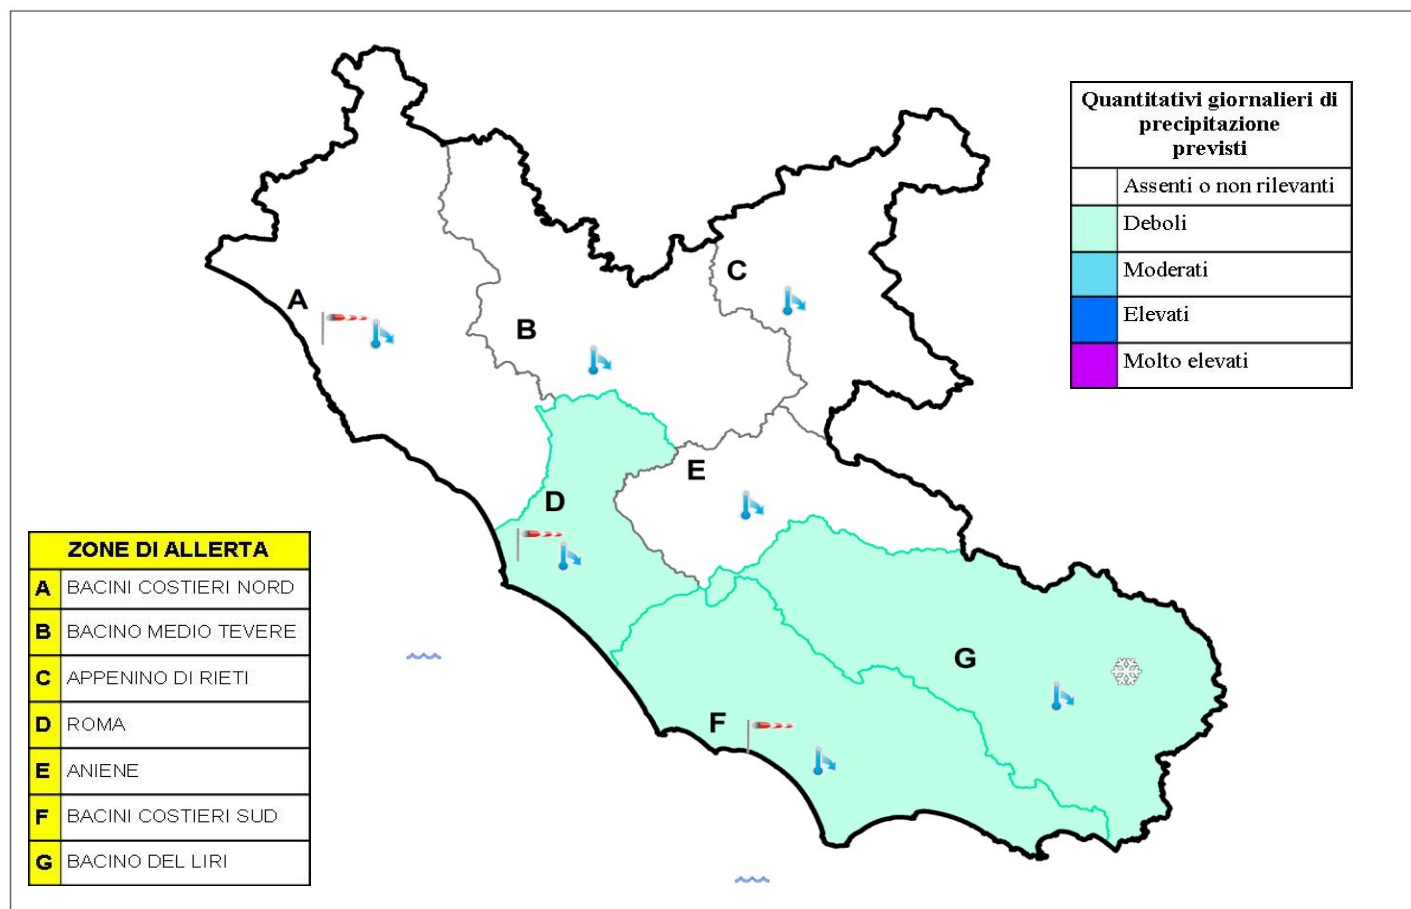 Quantitativi giornalieri di
precipitazione
previsti
Assenti o non rilevanti
Deboli
Moderati
Elevati
Molto elevati
C
A
B
E
D
G
F
ZONE DI ALLERTA
A BACINI COSTIERI NORD
B BACINO MEDIO TEVERE
C APPENINO DI RIETI
D ROMA
E ANIENE
F BACINI COSTIERI SUD
G BACINO DEL LIRI